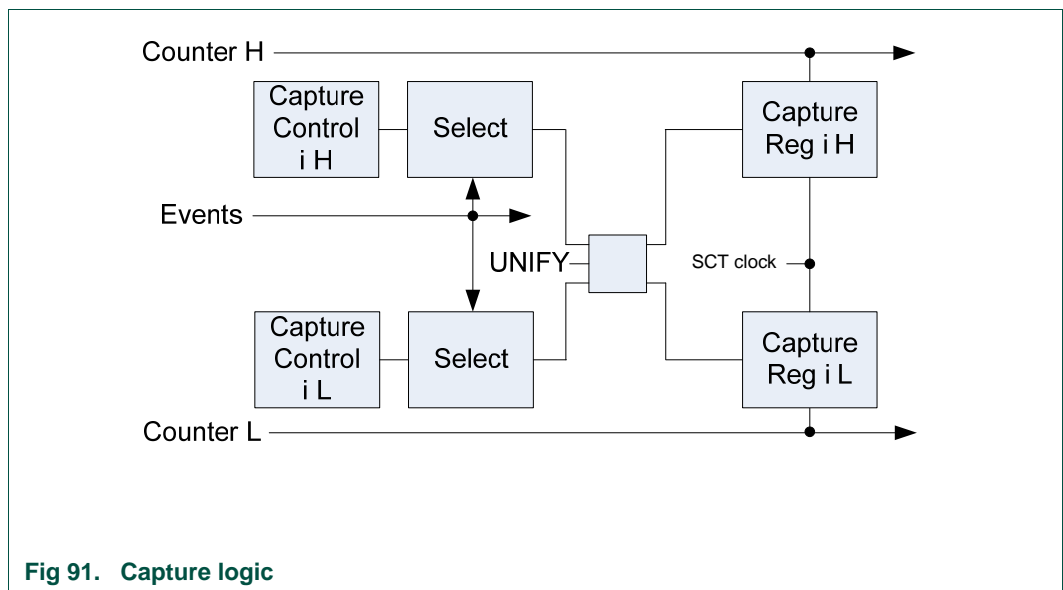 Counter H
Capture
Control
i H
Select
Capture
Reg i H
Events
UNIFY
SCT clock
Capture
Control
i L
Select
Capture
Reg i L
Counter L
Fig 91. Capture logic